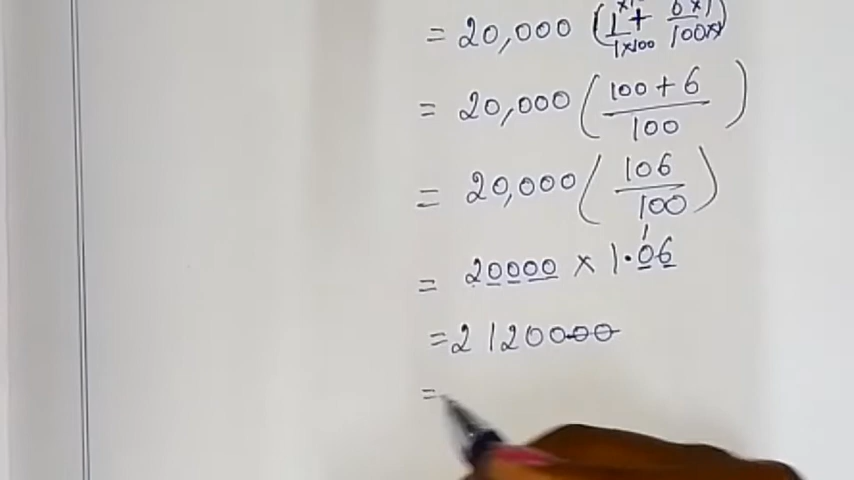 = 20,000 (1×1/1×100 + 6×1/100×1)
= 20,000 (100 + 6/100)
= 20,000 (106/100)
= 20000 × 1.06
= 2120000
=